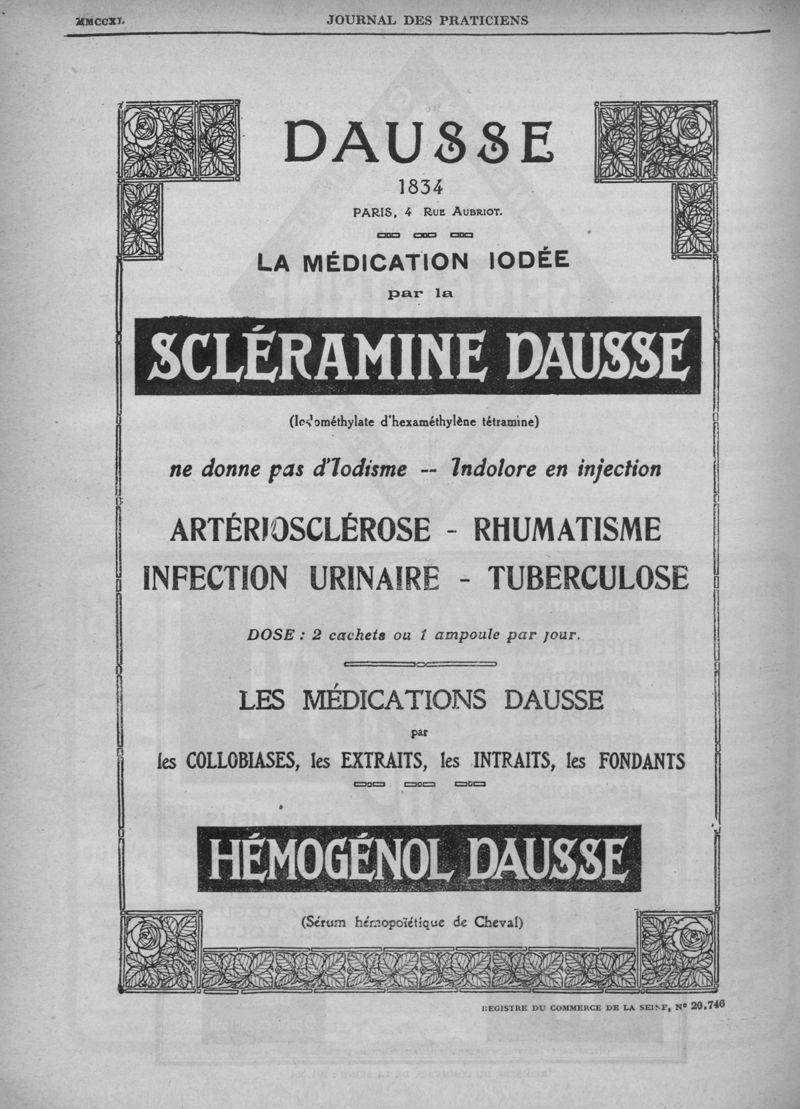 MMCCXL
JOURNAL DES PRATICIENS
DAUSSE
1834
PARIS, 4 RUE AUBRIOT.
LA MÉDICATION IODÉE
par la
SCLÉRAMINE DAUSSE
(Iodométhylate d'hexaméthylène tétramine)
ne donne pas d'Iodisme -- Indolore en injection
ARTÉRIOSCLÉROSE - RHUMATISME
INFECTION URINAIRE - TUBERCULOSE
DOSE : 2 cachets ou 1 ampoule par jour.
LES MÉDICATIONS DAUSSE
par
les COLLOBIASES, les EXTRAITS, les INTRAITS, les FONDANTS
HÉMOGÉNOL DAUSSE
(Sérum hémopoïétique de Cheval)
REGISTRE DU COMMERCE DE LA SEINE, Nº 20.746